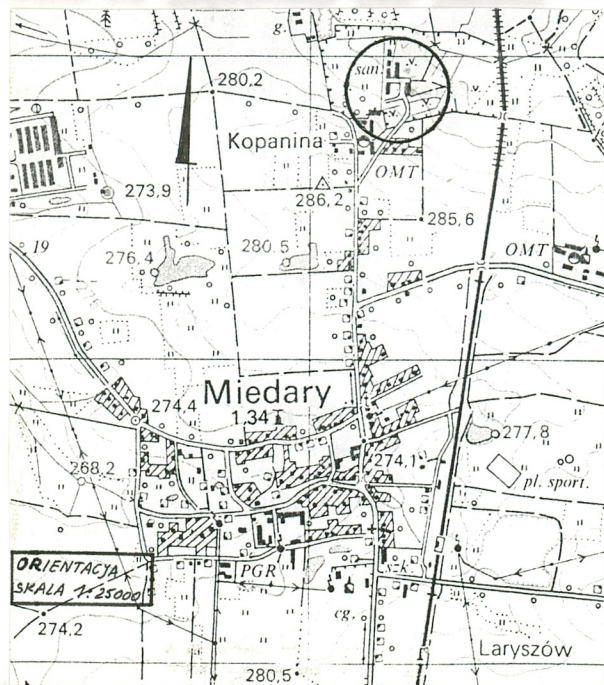 g.
san.
280,2
Kopanina
OMT
273,9
286,2
285,6
19
276,4
280.5
OMT
Miedary
1.34T
274,4
277,8
268,2
274,1
pl. sport.
ORIENTACJA
SKALA 1:25000
PGR
szk.
cg.
274,2
Laryszów
280,5